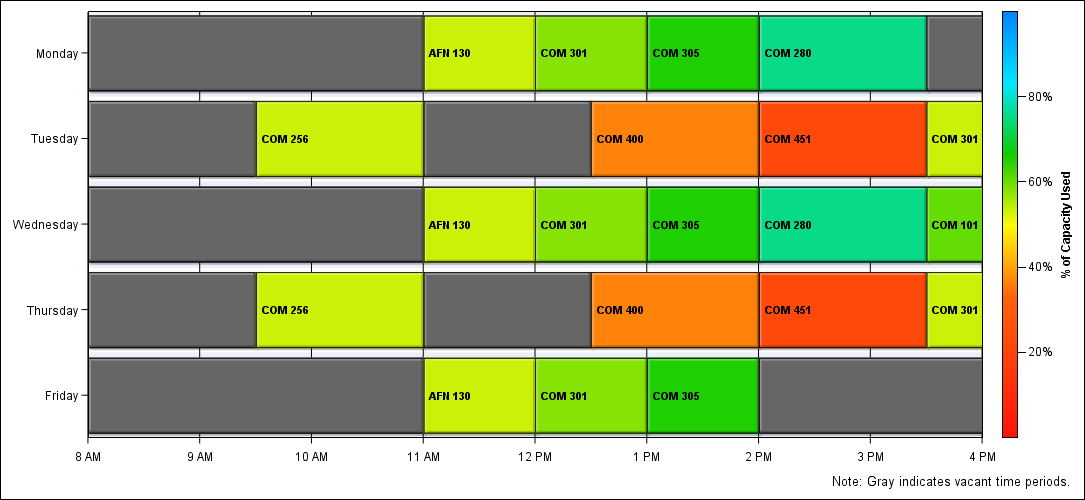 Monday
AFN 130
COM 301
COM 305
COM 280
Tuesday
COM 256
COM 400
COM 451
COM 301
Wednesday
AFN 130
COM 301
COM 305
COM 280
COM 101
Thursday
COM 256
COM 400
COM 451
COM 301
Friday
AFN 130
COM 301
COM 305
8 AM
9 AM
10 AM
11 AM
12 PM
1 PM
2 PM
3 PM
4 PM
80%
60%
40%
20%
% of Capacity Used
Note: Gray indicates vacant time periods.